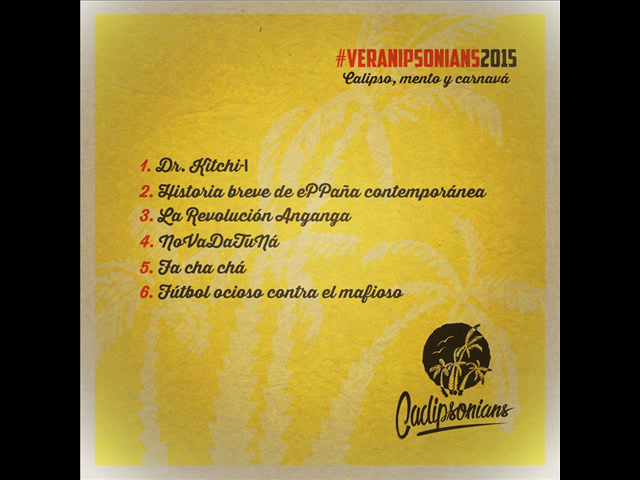 #VERANIPSONIANS2015
Calipso, mento y carnavá
1. Dr. Kitchi-l
2. Historia breve de ePPaña contemporánea
3. La Revolución Anganga
4. NoVaDaTuNá
5. Fa cha chá
6. Fútbol ocioso contra el mafioso
Cadipsonians